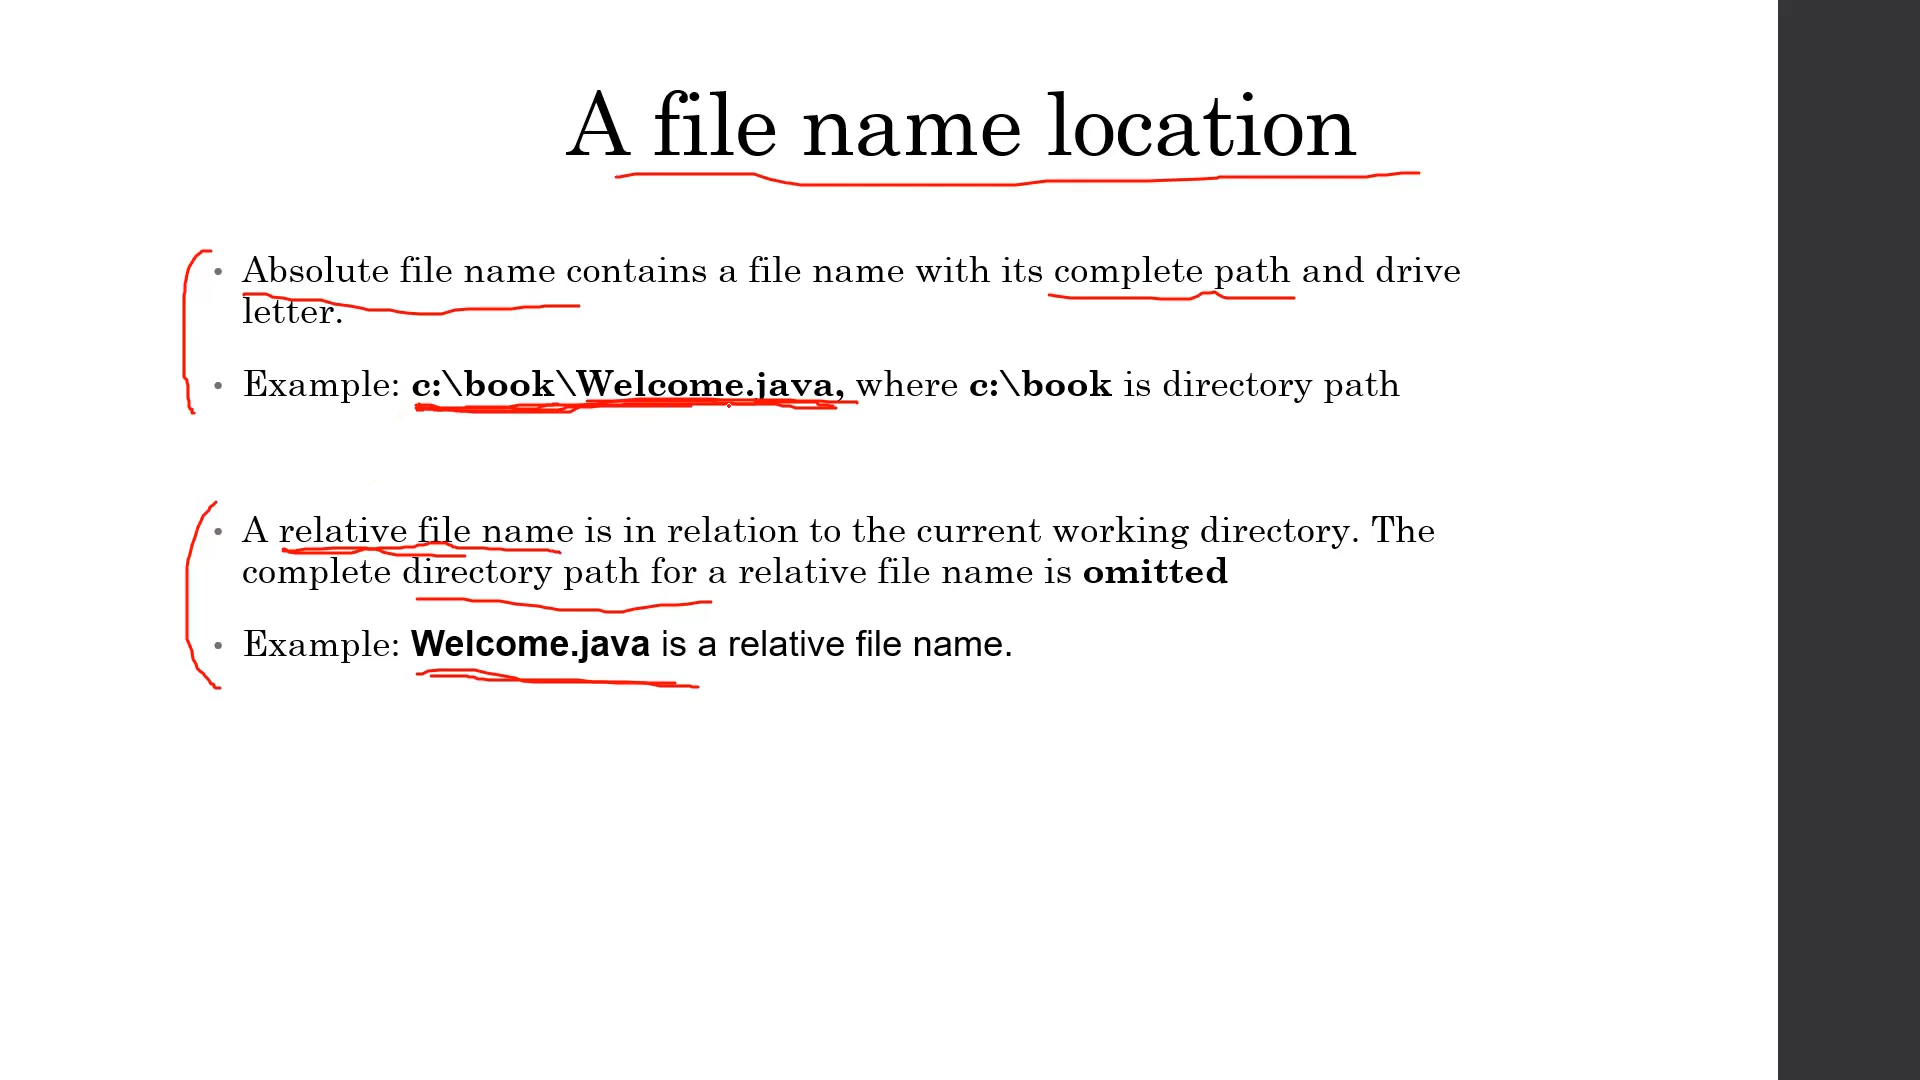 A file name location
• Absolute file name contains a file name with its complete path and drive
letter.
• Example: c:\book\Welcome.java, where c:\book is directory path
• A relative file name is in relation to the current working directory. The
complete directory path for a relative file name is omitted
• Example: Welcome.java is a relative file name.